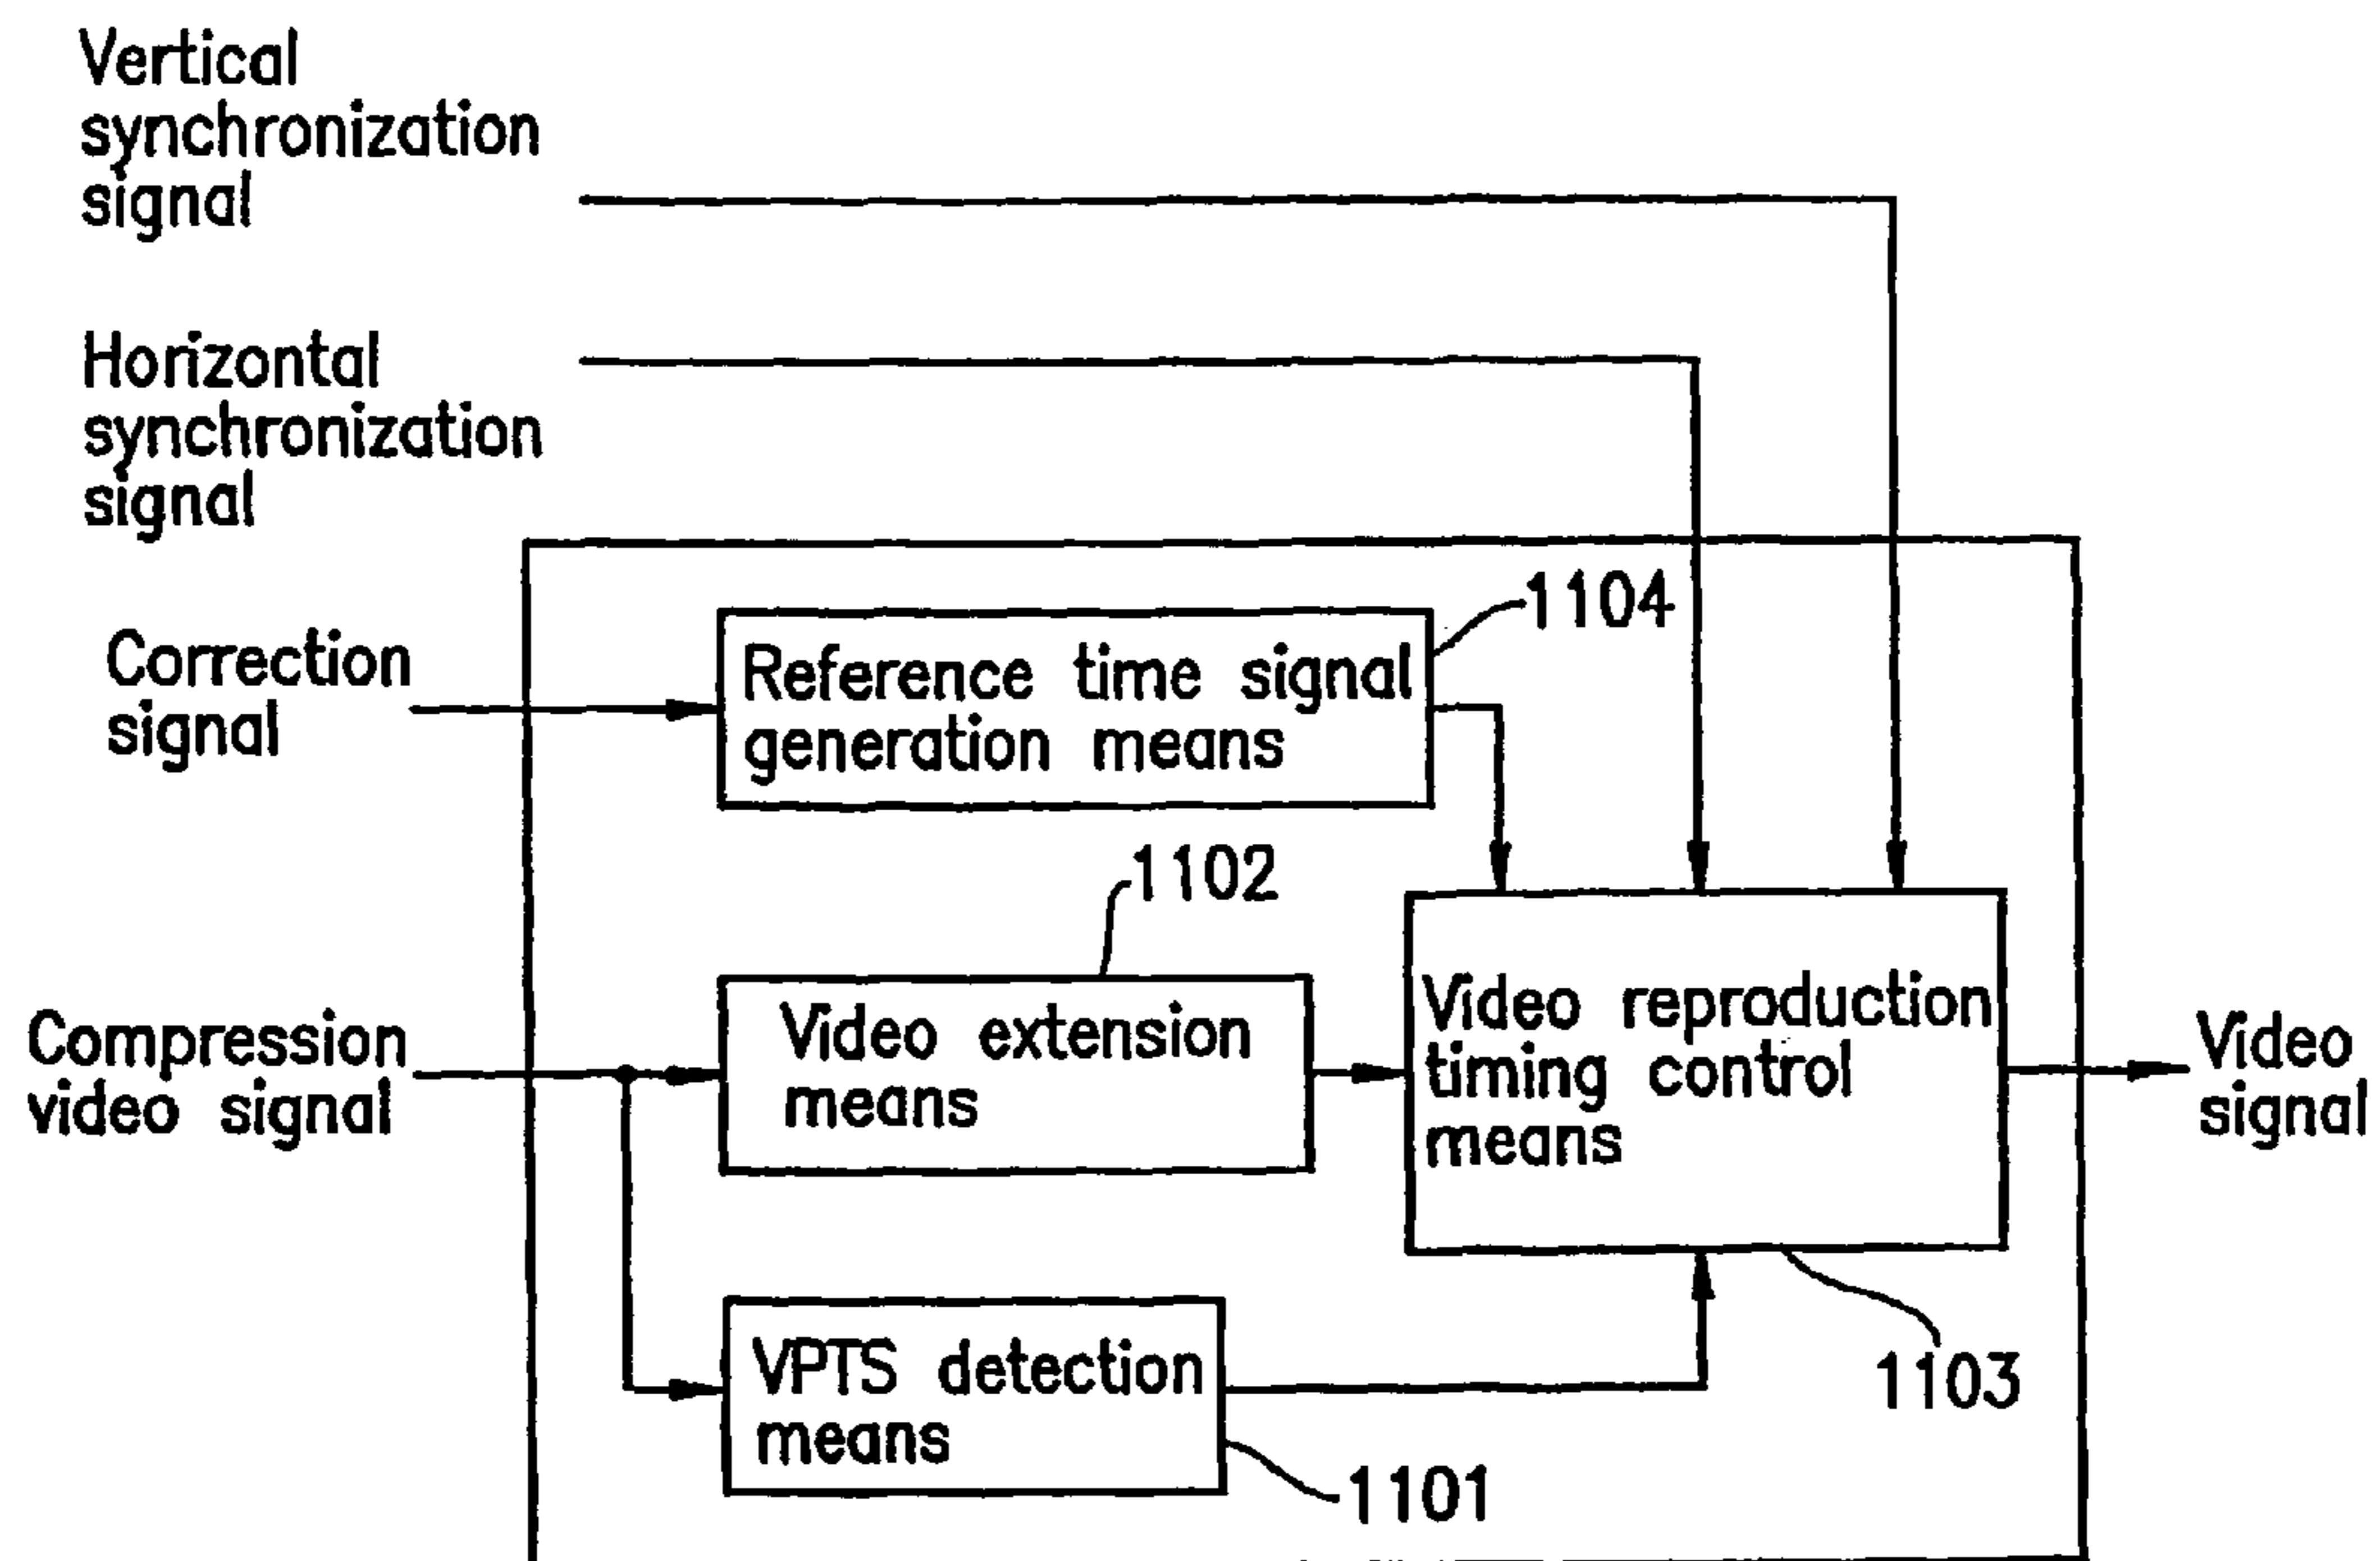 Vertical
synchronization
signal
Horizontal
synchronization
signal
Correction
signal
1104
Reference time signal
generation means
1102
Compression
video signal
Video extension
means
Video reproduction
timing control
means
Video
signal
VPTS detection
means
1103
1101